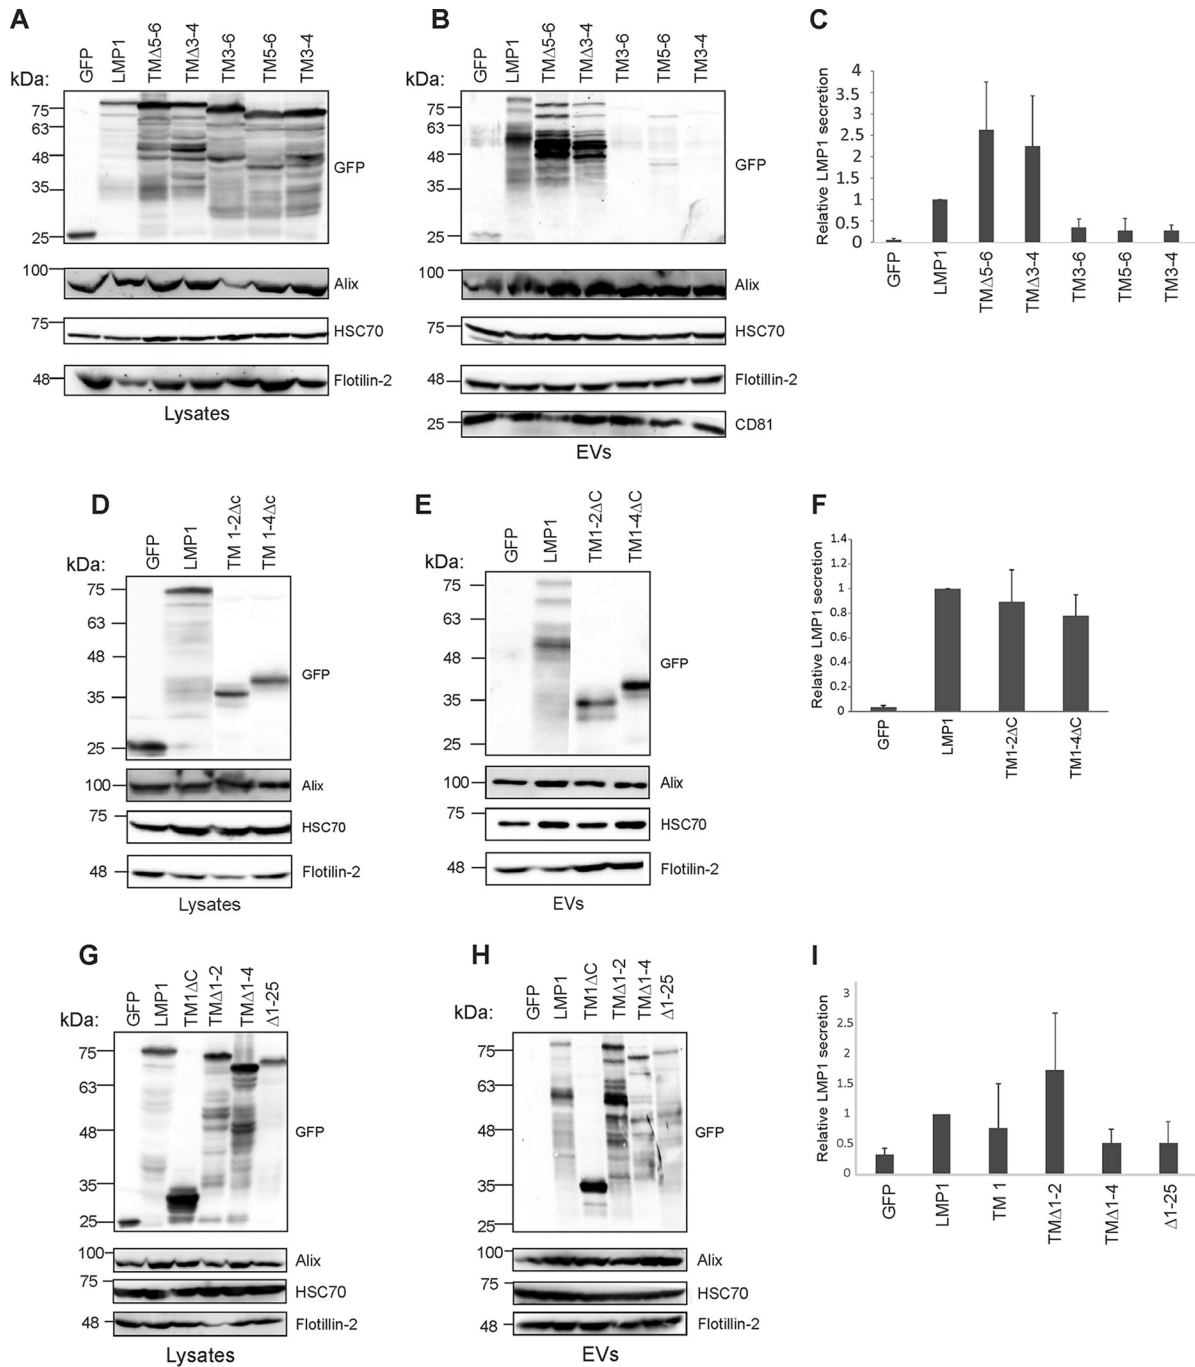 A
kDa:
GFP
LMP1
TMΔ5-6
TMΔ3-4
TM3-6
TM5-6
TM3-4
75
63
48
35
25
GFP
100
Alix
75
HSC70
48
Flotilin-2
Lysates
B
kDa:
GFP
LMP1
TMΔ5-6
TMΔ3-4
TM3-6
TM5-6
TM3-4
75
63
48
35
25
GFP
100
Alix
75
HSC70
48
Flotillin-2
25
CD81
EVs
C
Relative LMP1 secretion
4
3.5
3
2.5
2
1.5
1
0.5
0
GFP
LMP1
TMΔ5-6
TMΔ3-4
TM3-6
TM5-6
TM3-4
D
kDa:
GFP
LMP1
TM 1-2Δc
TM 1-4Δc
75
63
48
35
25
GFP
100
Alix
75
HSC70
48
Flotilin-2
Lysates
E
kDa:
GFP
LMP1
TM1-2ΔC
TM1-4ΔC
75
63
48
35
25
GFP
100
Alix
75
HSC70
48
Flotilin-2
EVs
F
Relative LMP1 secretion
1.4
1.2
1
0.8
0.6
0.4
0.2
0
GFP
LMP1
TM1-2ΔC
TM1-4ΔC
G
kDa:
GFP
LMP1
TM1ΔC
TMΔ1-2
TMΔ1-4
Δ1-25
75
63
48
35
25
GFP
100
Alix
75
HSC70
48
Flotillin-2
Lysates
H
kDa:
GFP
LMP1
TM1ΔC
TMΔ1-2
TMΔ1-4
Δ1-25
75
63
48
35
25
GFP
100
Alix
75
HSC70
48
Flotillin-2
EVs
I
Relative LMP1 secretion
3
2.5
2
1.5
1
0.5
0
GFP
LMP1
TM 1
TMΔ1-2
TMΔ1-4
Δ1-25